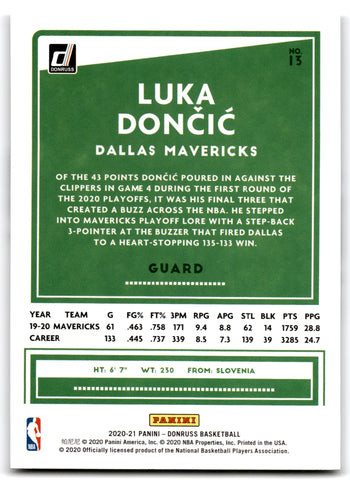 DONRUSS
NO.
13
LUKA
DONČIĆ
DALLAS MAVERICKS
OF THE 43 POINTS DONČIĆ POURED IN AGAINST THE
CLIPPERS IN GAME 4 DURING THE FIRST ROUND OF
THE 2020 PLAYOFFS, IT WAS HIS FINAL THREE THAT
CREATED A BUZZ ACROSS THE NBA. HE STEPPED
INTO MAVERICKS PLAYOFF LORE WITH A STEP-BACK
3-POINTER AT THE BUZZER THAT FIRED DALLAS
TO A HEART-STOPPING 135-133 WIN.
GUARD
YEAR TEAM G FG% FT% 3PM RPG APG STL BLK PTS PPG
19-20 MAVERICKS 61 .463 .758 171 9.4 8.8 62 14 1759 28.8
CAREER 133 .445 .737 339 8.5 7.3 139 39 3285 24.7
HT: 6' 7" WT: 230 FROM: SLOVENIA
PANINI
2020-21 PANINI – DONRUSS BASKETBALL
帕尼尼 © 2020 Panini America, Inc. © 2020 NBA Properties, Inc. Printed in the USA.
© 2020 Officially licensed product of the National Basketball Players Association.
NBA